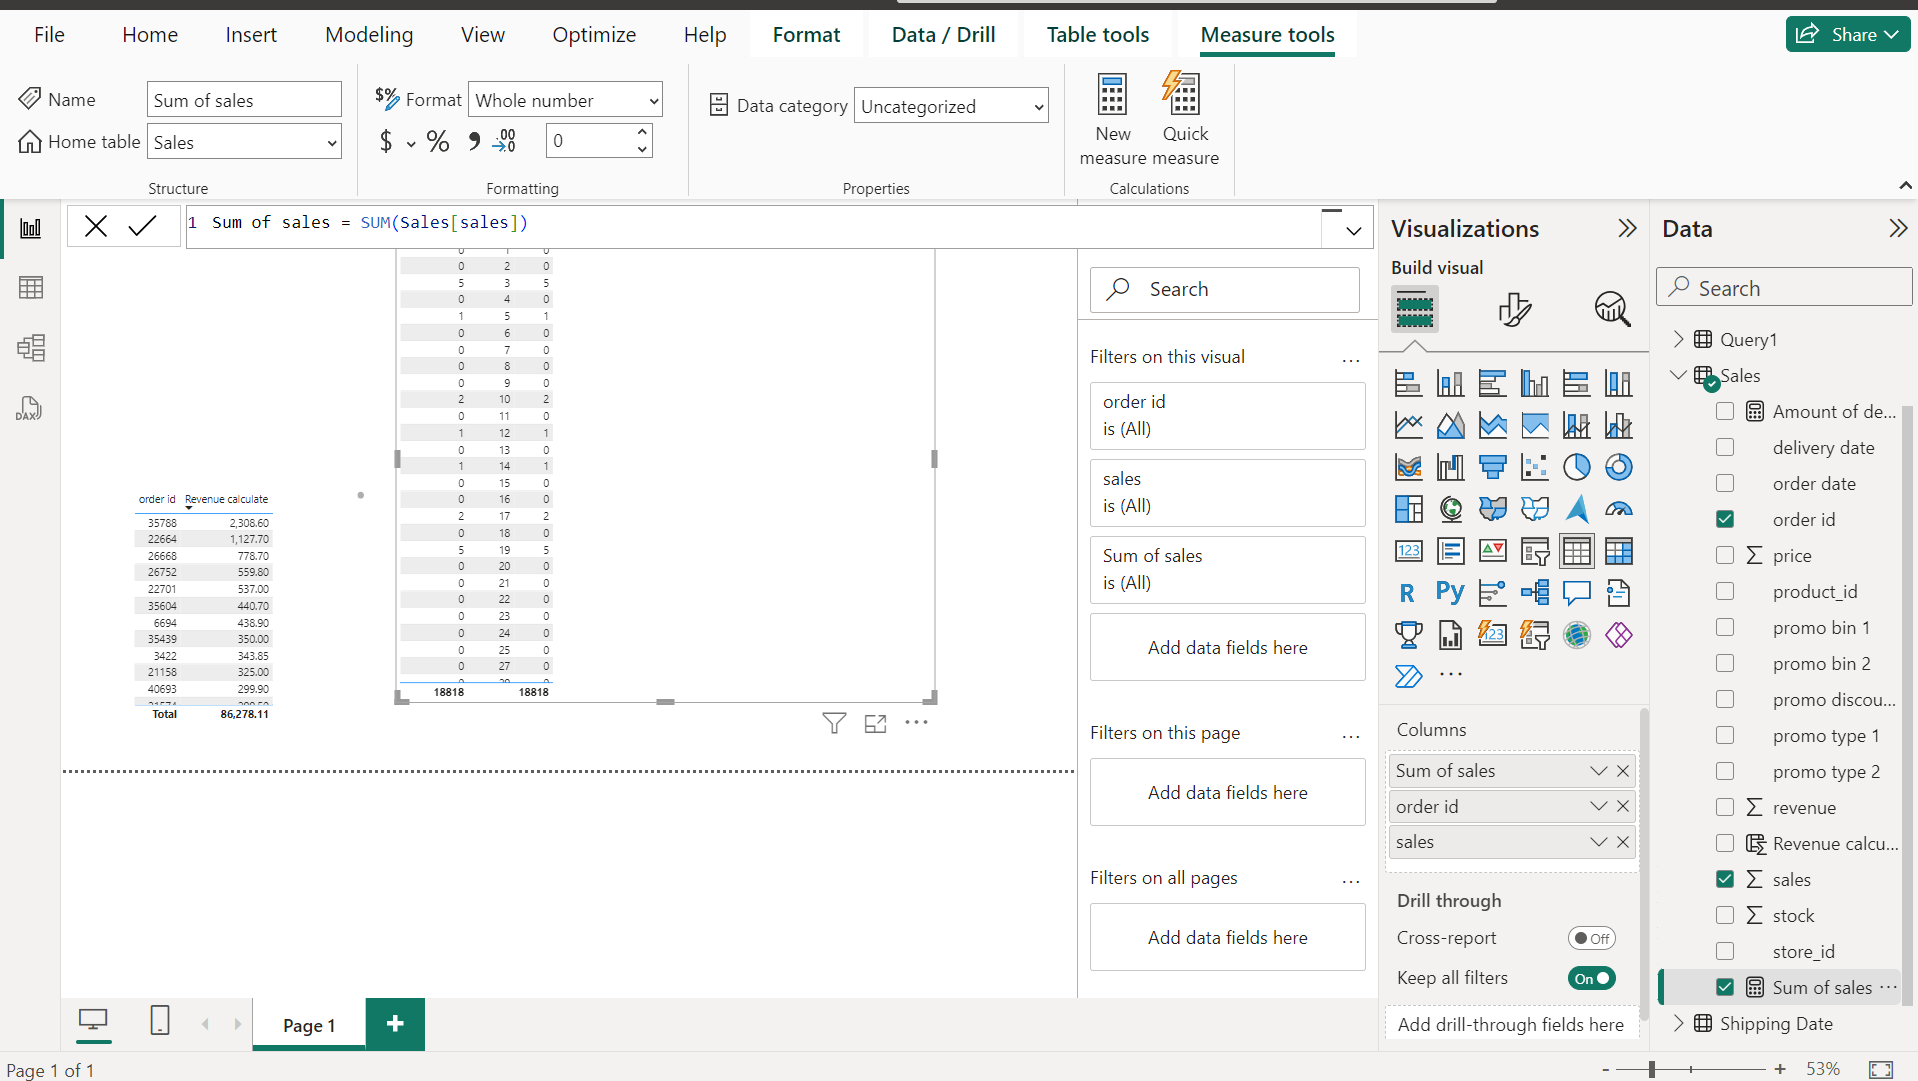 File Home Insert Modeling View Optimize Help Format Data / Drill Table tools Measure tools Share
Name Sum of sales
Home table Sales
Structure
$% Format Whole number
$ % 9 .00 0
Formatting
Data category Uncategorized
Properties
New measure
Quick measure
Calculations
1 Sum of sales = SUM(Sales[sales])
order id Revenue calculate
35788 2,308.60
22664 1,127.70
26668 778.70
26752 559.80
22701 537.00
35604 440.70
6694 438.90
35439 350.00
3422 343.85
21158 325.00
40693 299.90
Total 86,278.11
0 1 0
0 2 0
5 3 5
0 4 0
1 5 1
0 6 0
0 7 0
0 8 0
0 9 0
2 10 2
0 11 0
1 12 1
0 13 0
1 14 1
0 15 0
0 16 0
2 17 2
0 18 0
5 19 5
0 20 0
0 21 0
0 22 0
0 23 0
0 24 0
0 25 0
0 27 0
18818 18818
Search
Filters on this visual ...
order id
is (All)
sales
is (All)
Sum of sales
is (All)
Add data fields here
Filters on this page ...
Add data fields here
Filters on all pages ...
Add data fields here
Visualizations
Build visual
123
R Py
123
...
Columns
Sum of sales
order id
sales
Drill through
Cross-report Off
Keep all filters On
Add drill-through fields here
Data
Search
Query1
Sales
Amount of de...
delivery date
order date
order id
∑ price
product_id
promo bin 1
promo bin 2
promo discou...
promo type 1
promo type 2
∑ revenue
Revenue calcu...
∑ sales
∑ stock
store_id
Sum of sales ...
Shipping Date
DAX
Page 1 +
Page 1 of 1
- + 53%